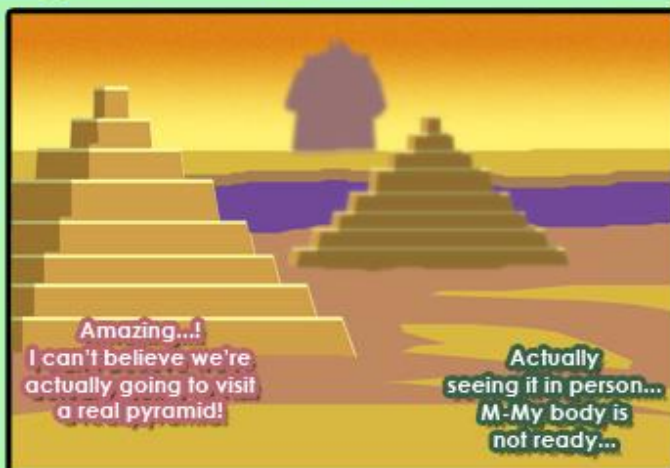 Amazing...!
I can't believe we're
actually going to visit
a real pyramid!
Actually
seeing it in person...
M-My body is
not ready...